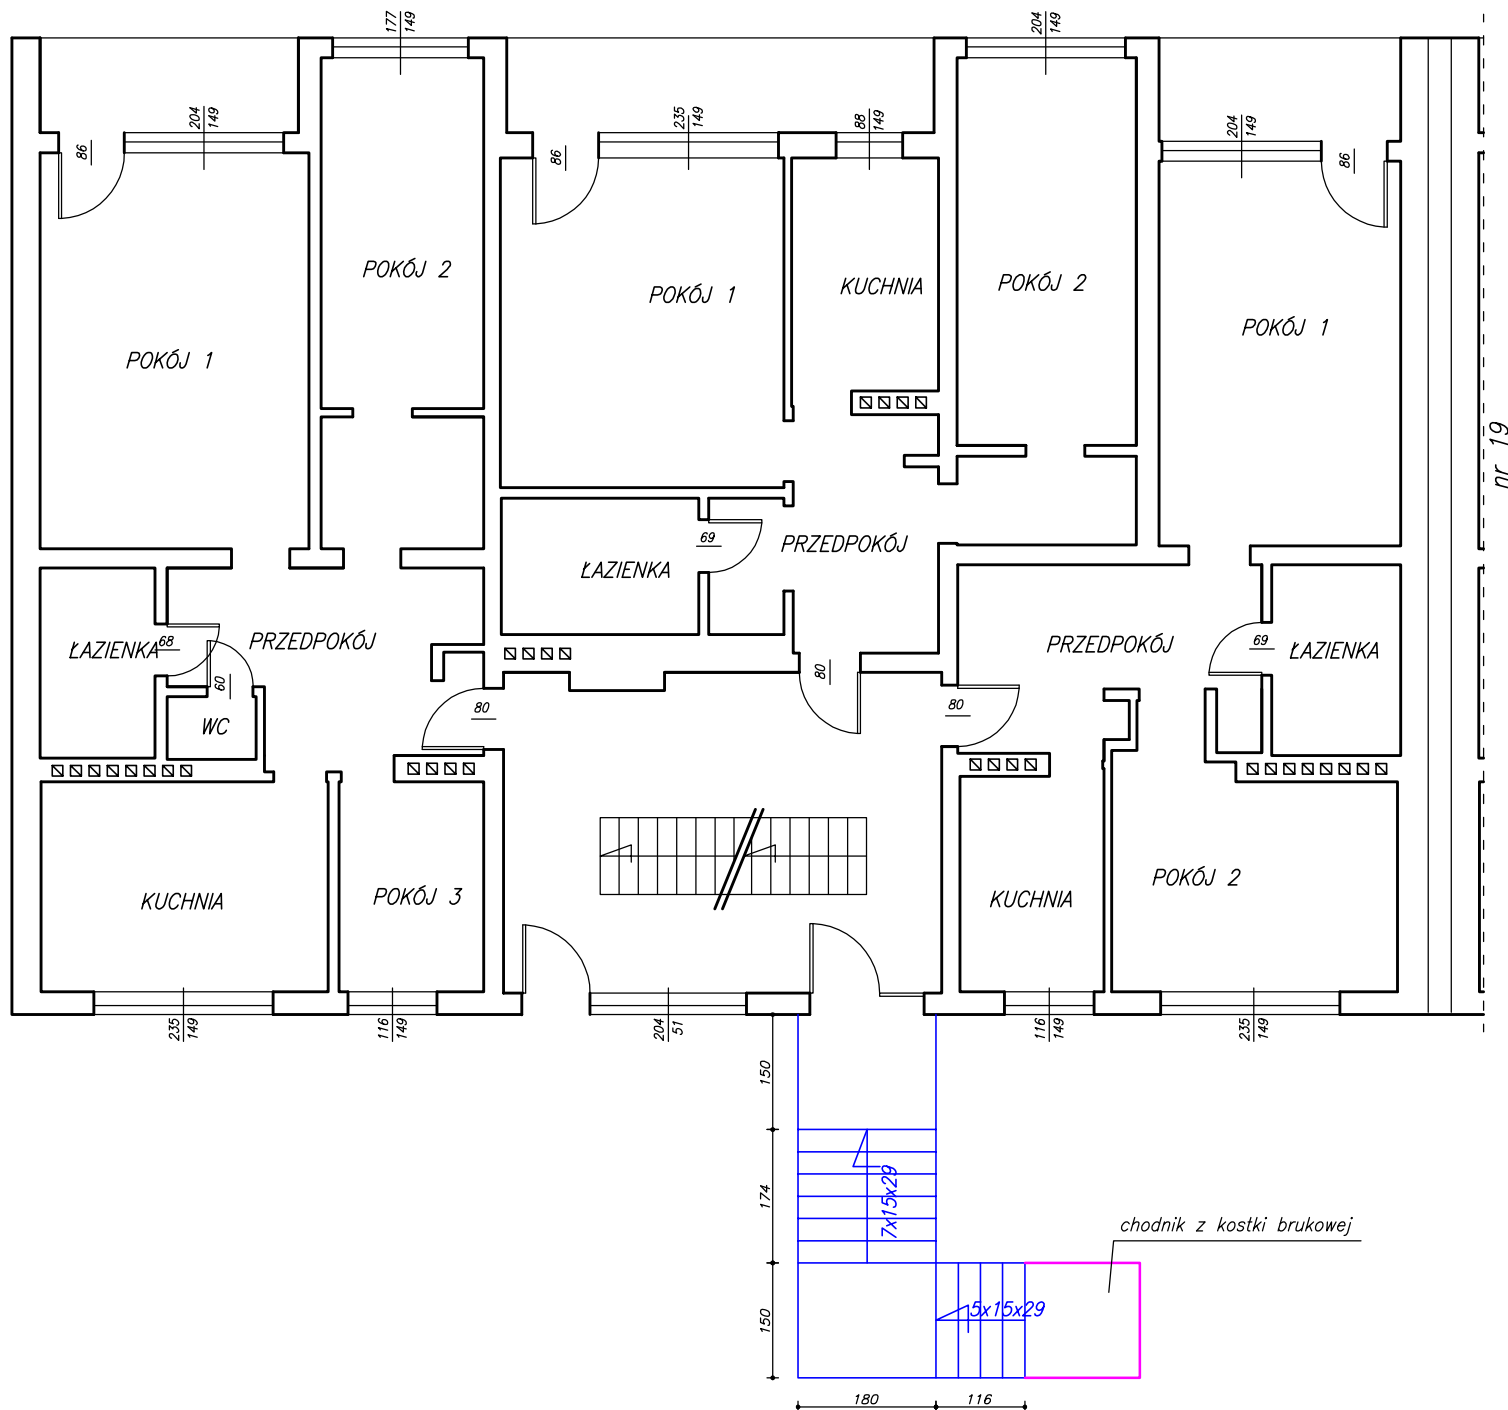 177
149
204
149
204
149
86
235
149
86
88
149
204
149
86
POKÓJ 2
POKÓJ 1
KUCHNIA
POKÓJ 2
POKÓJ 1
POKÓJ 1
nr 19
69
PRZEDPOKÓJ
ŁAZIENKA
ŁAZIENKA
68
PRZEDPOKÓJ
60
WC
80
80
80
PRZEDPOKÓJ
69
ŁAZIENKA
KUCHNIA
POKÓJ 3
KUCHNIA
POKÓJ 2
235
149
116
149
204
51
116
149
235
149
150
174
150
7x15x29
5x15x29
chodnik z kostki brukowej
180
116